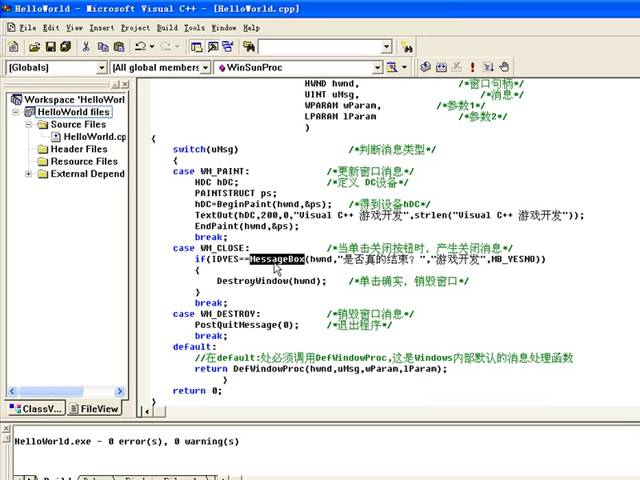 HelloWorld - Microsoft Visual C++ - [HelloWorld.cpp]
File Edit View Insert Project Build Tools Window Help
(Globals) (All global members WinSunProc
Workspace 'HelloWorl
HelloWorld files
Source Files
HelloWorld.cp
Header Files
Resource Files
External Depend
HWND hwnd, /*窗口句柄
UINT uMsg, /*消息
WPARAM wParam, /*参数1*/
LPARAM lParam /*参数2*/
)
{
switch(uMsg) /*判断消息类型*/
{
case WM_PAINT: /*更新窗口消息*/
HDC hDC; /*定义 DC设备*/
PAINTSTRUCT ps;
hDC=BeginPaint(hwnd,&ps); /*得到设备hDC*/
TextOut(hDC,200,0,"Visual C++ 游戏开发",strlen("Visual C++ 游戏开发"));
EndPaint(hwnd,&ps);
break;
case WM_CLOSE: /*当单击关闭按钮时，产生关闭消息*/
if(IDYES==MessageBox(hwnd,"是否真的结束？","游戏开发",MB_YESNO))
{
DestroyWindow(hwnd); /*单击确实，销毁窗口*/
}
break;
case WM_DESTROY: /*销毁窗口消息*/
PostQuitMessage(0); /*退出程序*/
break;
default:
//在default:处必须调用DefWindowProc,这是Windows内部默认的消息处理函数
return DefWindowProc(hwnd,uMsg,wParam,lParam);
}
return 0;
}
ClassV... FileView
HelloWorld.exe - 0 error(s), 0 warning(s)